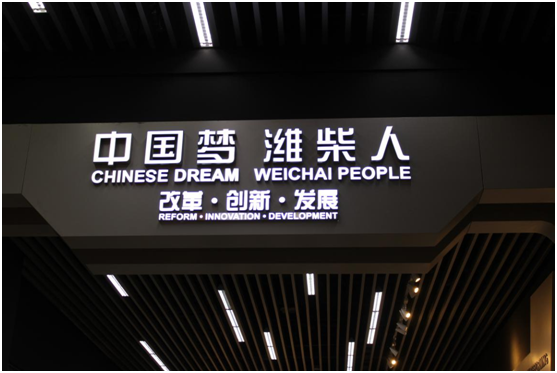 中国梦 潍柴人
CHINESE DREAM WEICHAI PEOPLE
改革·创新·发展
REFORM·INNOVATION·DEVELOPMENT